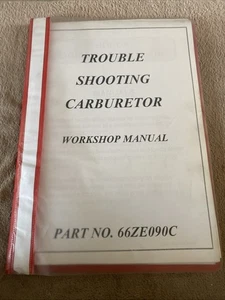 TROUBLE
SHOOTING
CARBURETOR
WORKSHOP MANUAL
PART NO. 66ZE090C